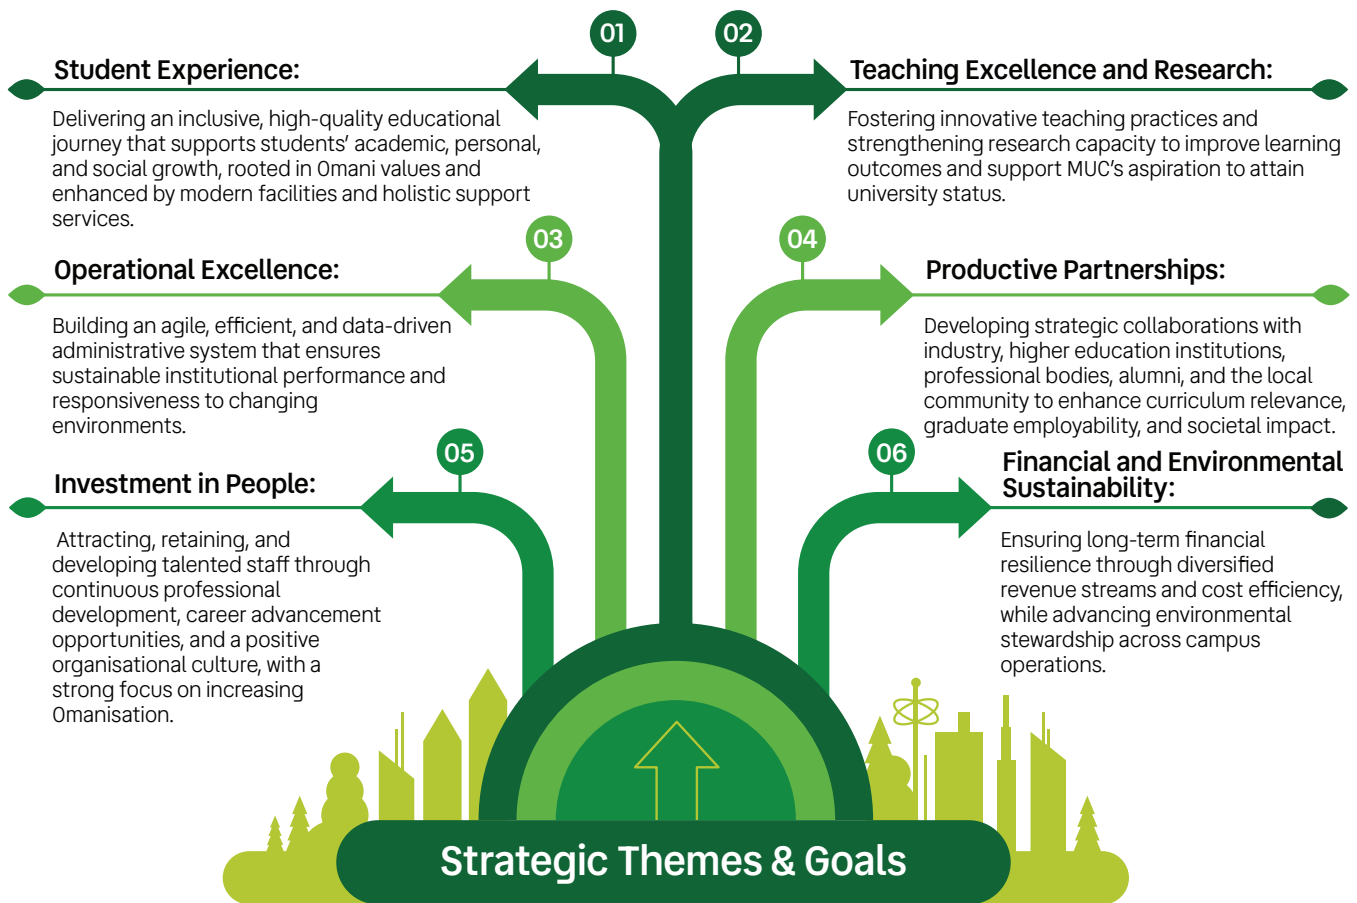 01
Student Experience:
Delivering an inclusive, high-quality educational
journey that supports students’ academic, personal,
and social growth, rooted in Omani values and
enhanced by modern facilities and holistic support
services.
02
Teaching Excellence and Research:
Fostering innovative teaching practices and
strengthening research capacity to improve learning
outcomes and support MUC’s aspiration to attain
university status.
03
Operational Excellence:
Building an agile, efficient, and data-driven
administrative system that ensures
sustainable institutional performance and
responsiveness to changing
environments.
04
Productive Partnerships:
Developing strategic collaborations with
industry, higher education institutions,
professional bodies, alumni, and the local
community to enhance curriculum relevance,
graduate employability, and societal impact.
05
Investment in People:
Attracting, retaining, and
developing talented staff through
continuous professional
development, career advancement
opportunities, and a positive
organisational culture, with a
strong focus on increasing
Omanisation.
06
Financial and Environmental
Sustainability:
Ensuring long-term financial
resilience through diversified
revenue streams and cost efficiency,
while advancing environmental
stewardship across campus
operations.
Strategic Themes & Goals